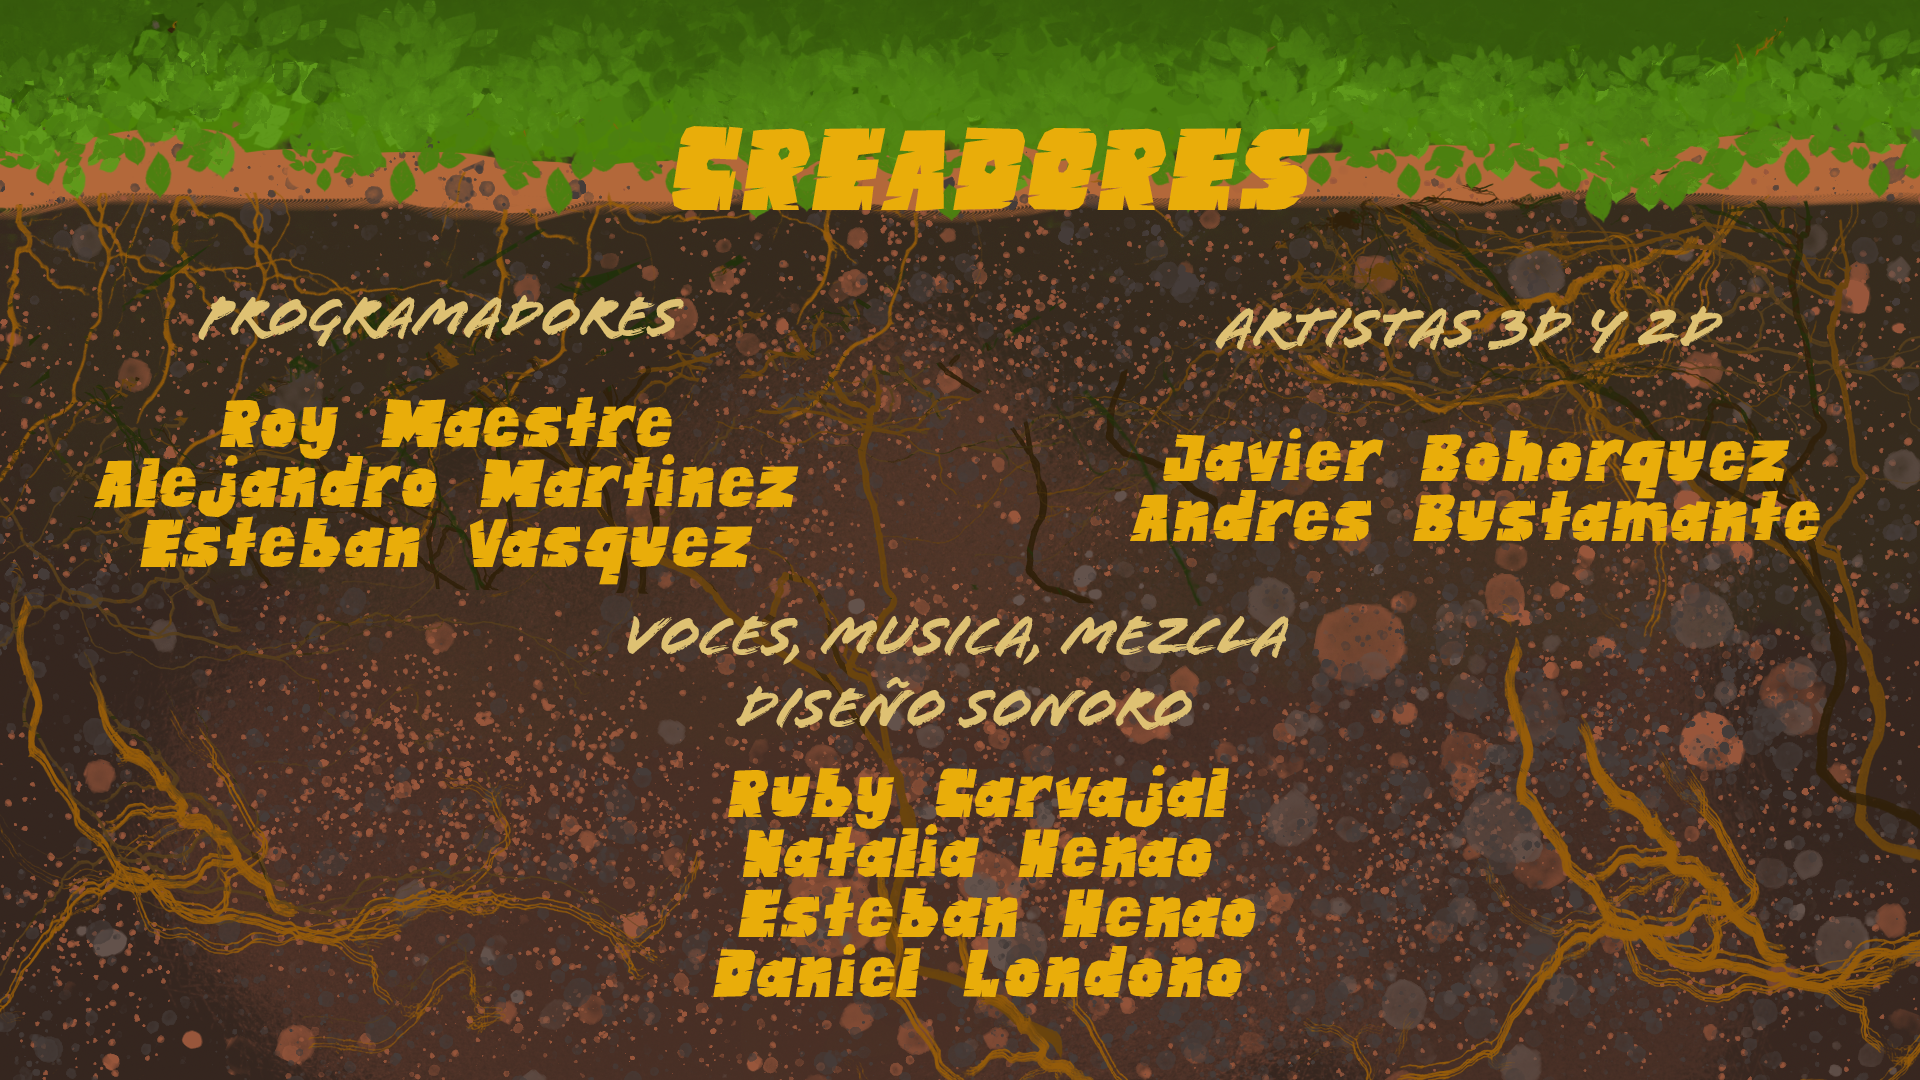 CREADORES
PROGRAMADORES
Roy Maestre
Alejandro Martinez
Esteban Vasquez
ARTISTAS 3D Y 2D
Javier Bohorquez
Andres Bustamante
VOCES, MUSICA, MEZCLA
DISEÑO SONORO
Ruby Carvajal
Natalia Henao
Esteban Henao
Daniel Londono